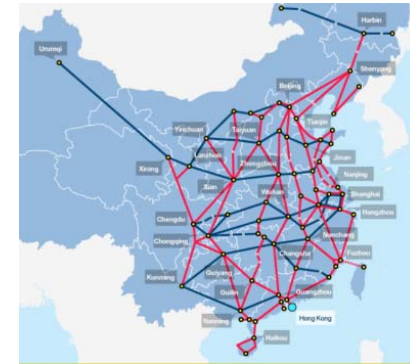 Harbin
Urumqi
Shenyang
Beijing
Tianjin
Yinchuan
Taiyuan
Lanzhou
Jinan
Zhengzhou
Xining
Nanjing
Xian
Wuhan
Shanghai
Chengdu
Hangzhou
Chongqing
Nanchang
Changsha
Fuzhou
Kunming
Guiyang
Guilin
Guangzhou
Hong Kong
Nanning
Haikou